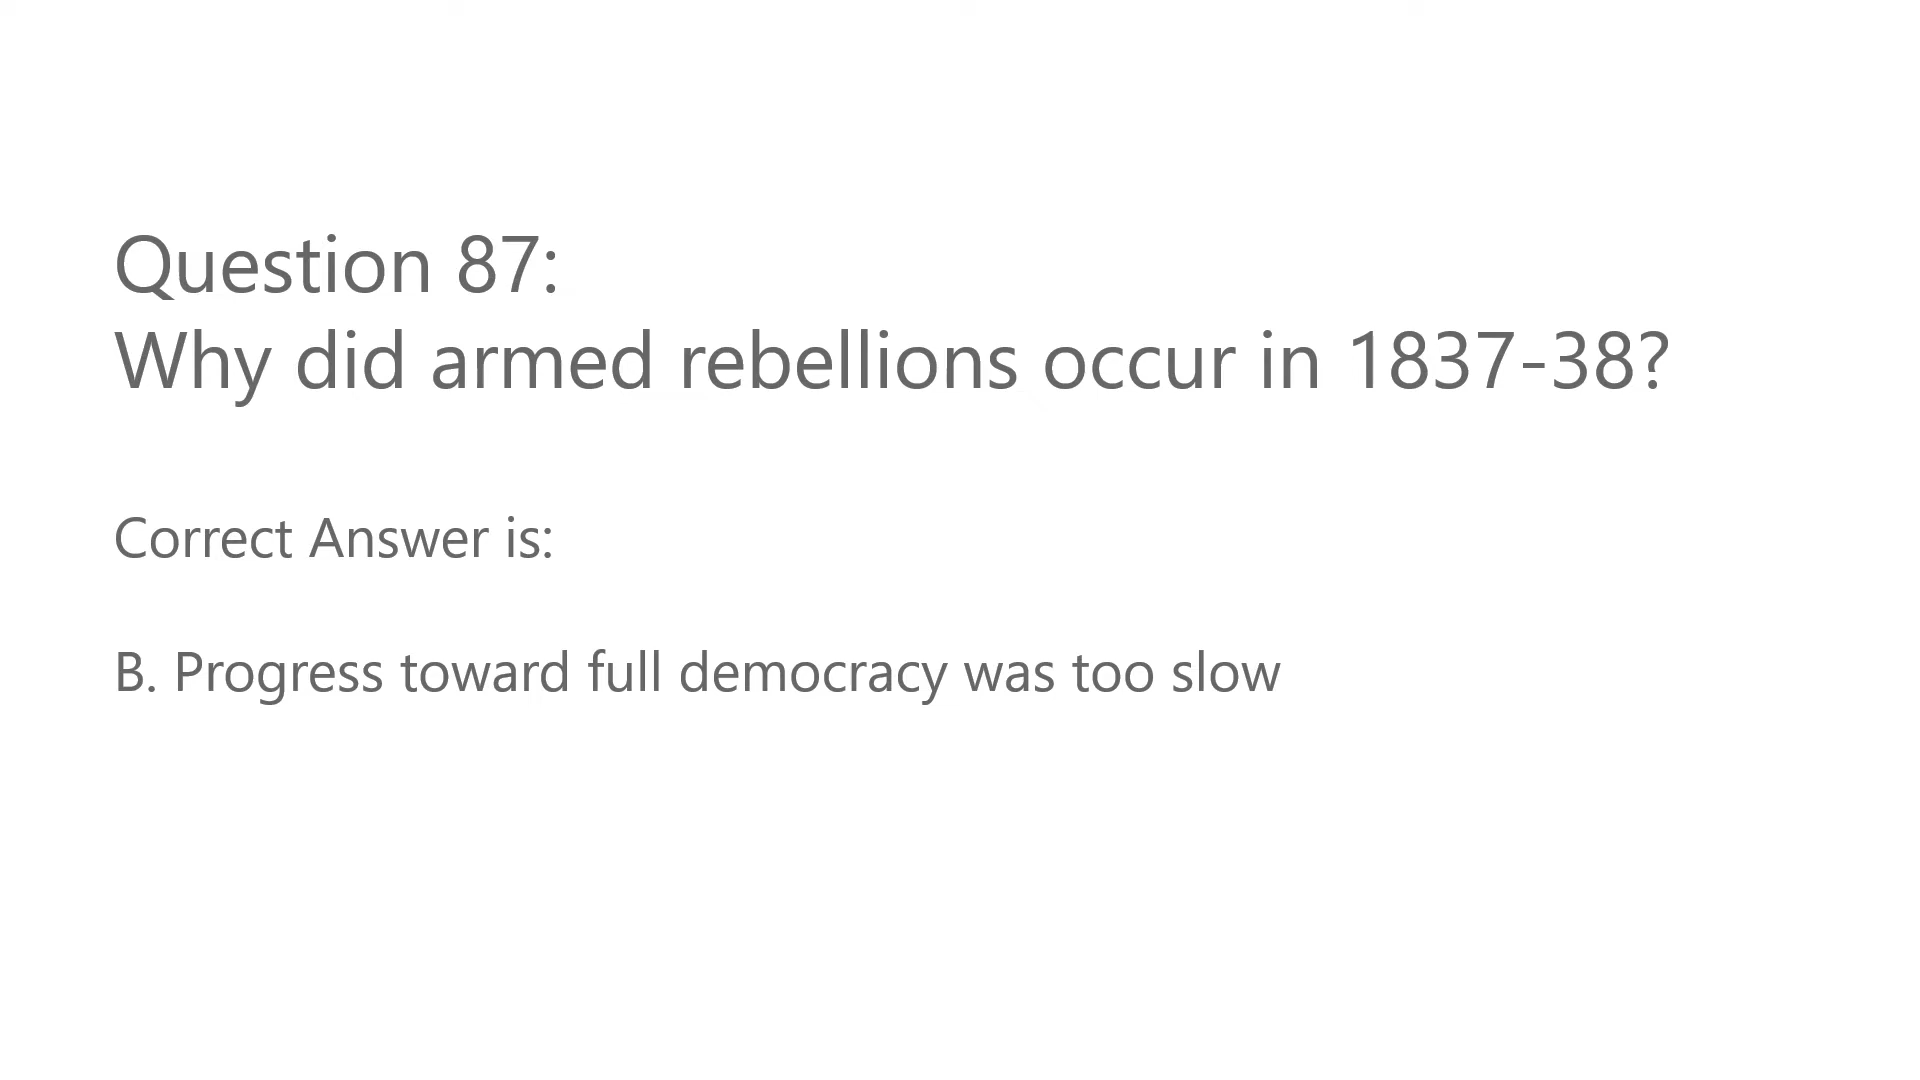 Question 87:
Why did armed rebellions occur in 1837-38?
Correct Answer is:
B. Progress toward full democracy was too slow